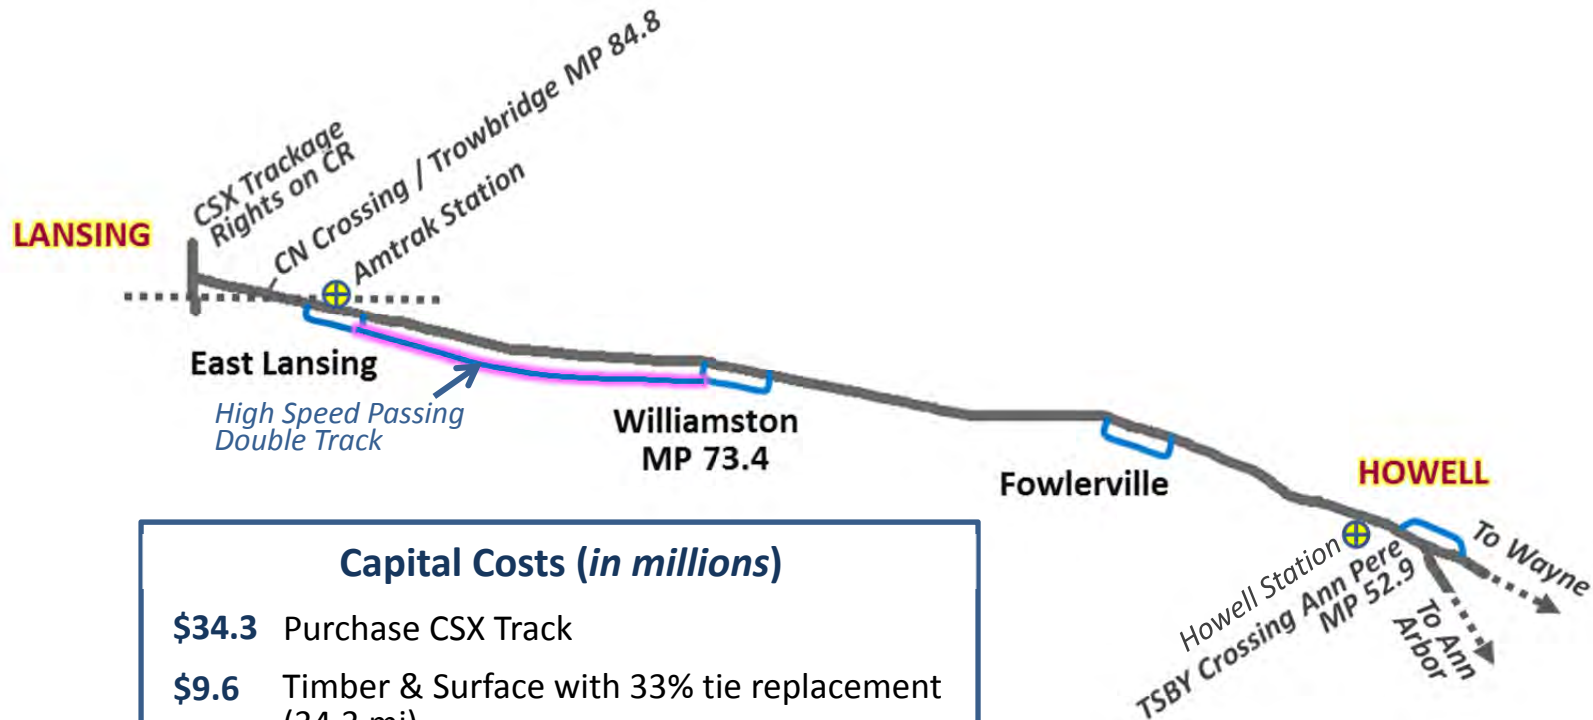 CSX Trackage
Rights on CR
CN Crossing / Trowbridge MP 84.8
Amtrak Station
LANSING
East Lansing
High Speed Passing
Double Track
Williamston
MP 73.4
Fowlerville
HOWELL
To Wayne
Howell Station
TSBY Crossing Ann Pere
MP 52.9
To Ann
Arbor
Capital Costs (in millions)
$34.3 Purchase CSX Track
$9.6 Timber & Surface with 33% tie replacement